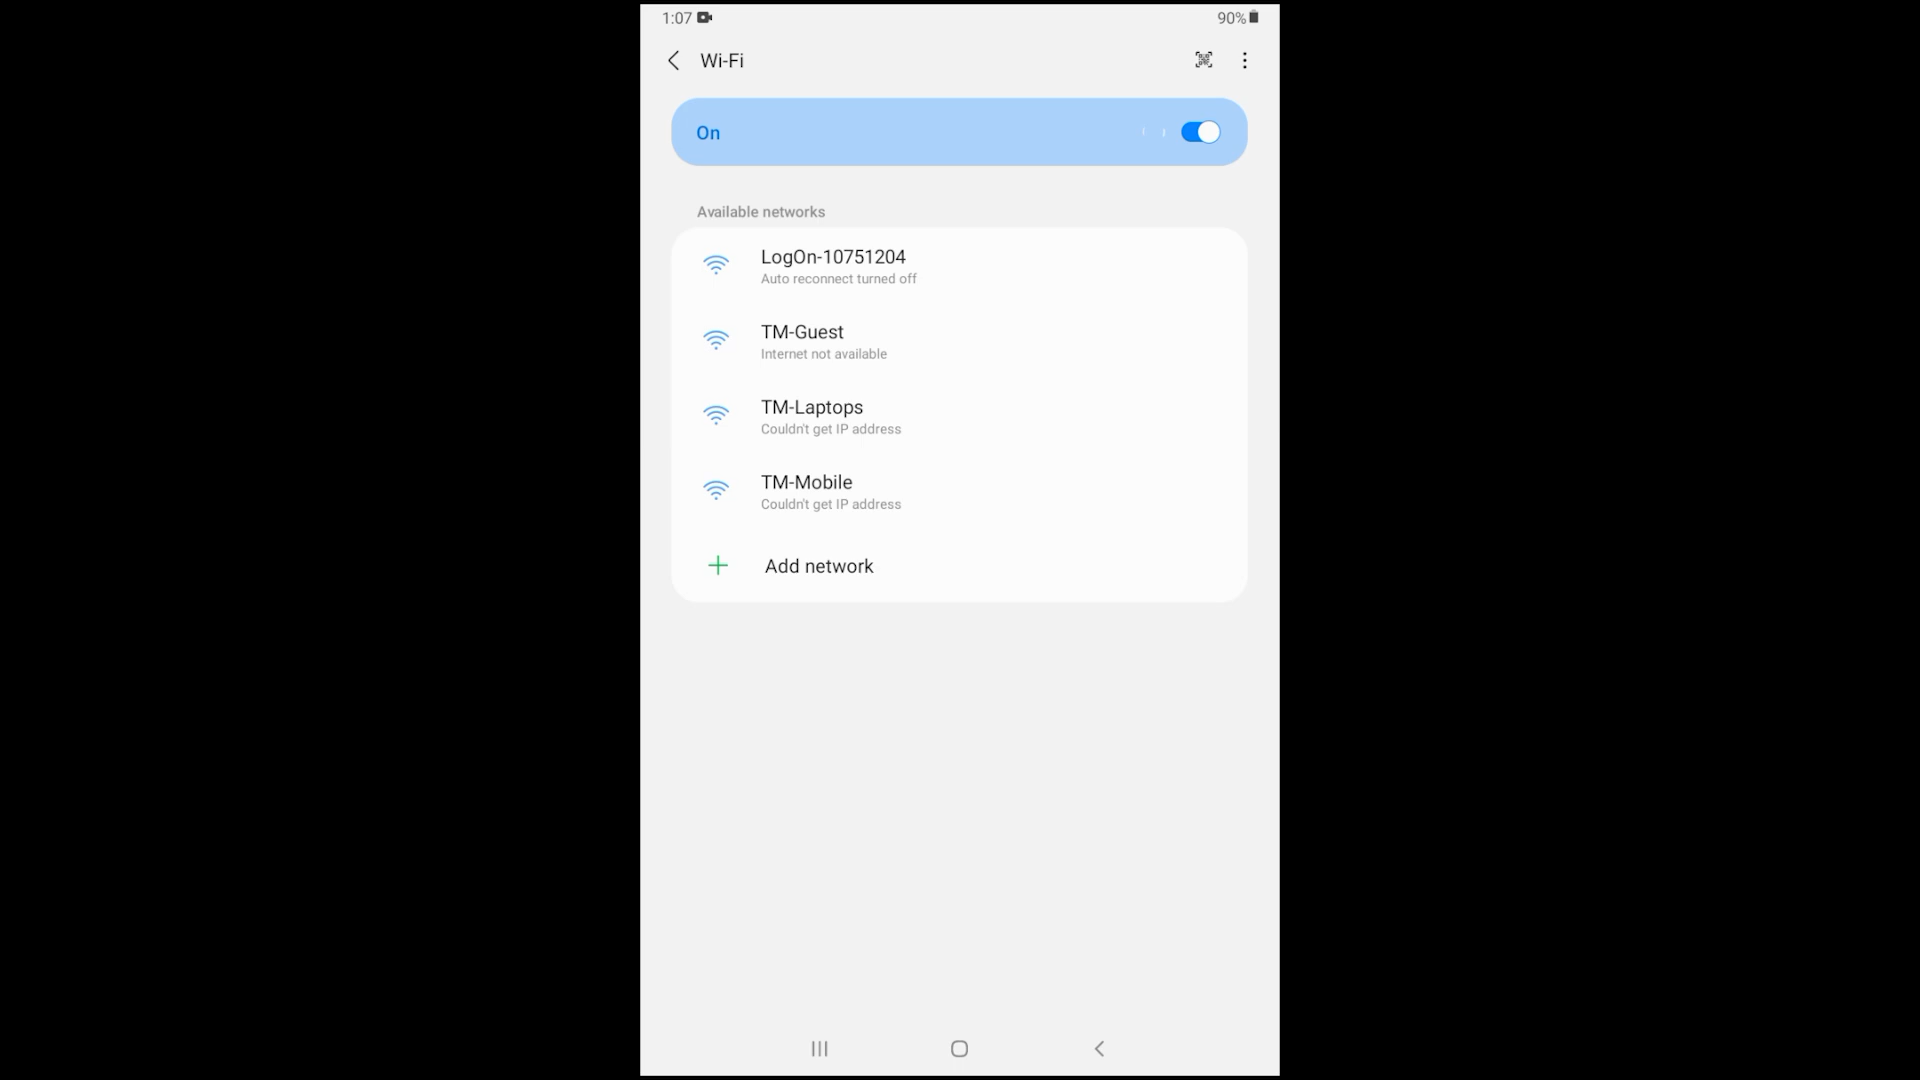 1:07
90%
Wi-Fi
On
Available networks
LogOn-10751204
Auto reconnect turned off
TM-Guest
Internet not available
TM-Laptops
Couldn't get IP address
TM-Mobile
Couldn't get IP address
Add network